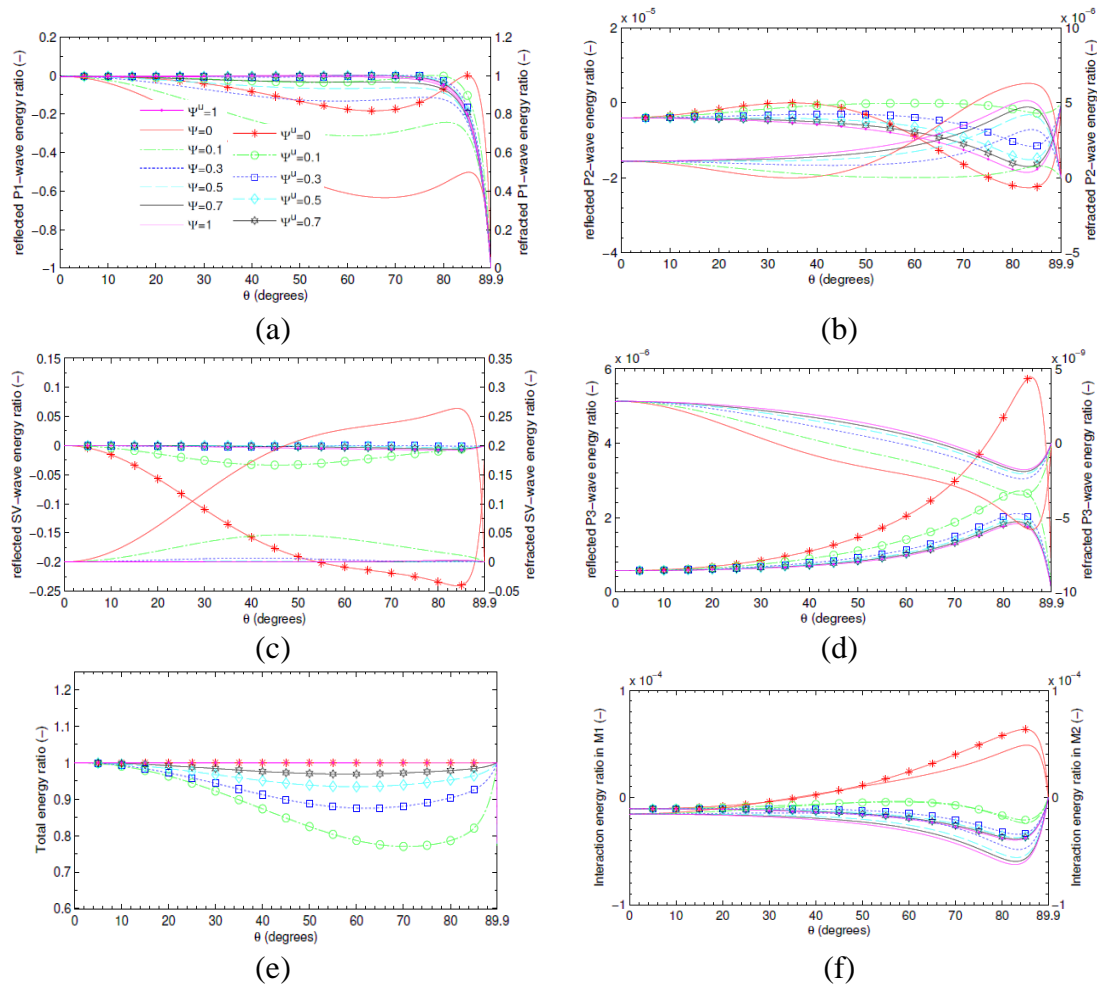 0.2
0
−0.2
−0.4
−0.6
−0.8
−1
reflected P1−wave energy ratio (−)
1.2
1
0.8
0.6
0.4
0.2
0
refracted P1−wave energy ratio (−)
Ψᵘ=1
Ψ=0
Ψ=0.1
Ψ=0.3
Ψ=0.5
Ψ=0.7
Ψ=1
Ψᵘ=0
Ψᵘ=0.1
Ψᵘ=0.3
Ψᵘ=0.5
Ψᵘ=0.7
0 10 20 30 40 50 60 70 80 89.9
θ (degrees)
(a)
x 10⁻⁵
2
0
−2
−4
reflected P2−wave energy ratio (−)
x 10⁻⁶
10
5
0
−5
refracted P2−wave energy ratio (−)
0 10 20 30 40 50 60 70 80 89.9
θ (degrees)
(b)
0.15
0.1
0.05
0
−0.05
−0.1
−0.15
−0.2
−0.25
reflected SV−wave energy ratio (−)
0.35
0.3
0.25
0.2
0.15
0.1
0.05
0
−0.05
refracted SV−wave energy ratio (−)
0 10 20 30 40 50 60 70 80 89.9
θ (degrees)
(c)
x 10⁻⁶
6
4
2
0
reflected P3−wave energy ratio (−)
x 10⁻⁹
5
0
−5
−10
refracted P3−wave energy ratio (−)
0 10 20 30 40 50 60 70 80 89.9
θ (degrees)
(d)
1.2
1.1
1
0.9
0.8
0.7
0.6
Total energy ratio (−)
0 10 20 30 40 50 60 70 80 89.9
θ (degrees)
(e)
x 10⁻⁴
1
0
−1
Interaction energy ratio in M1 (−)
x 10⁻⁴
1
0
−1
Interaction energy ratio in M2 (−)
0 10 20 30 40 50 60 70 80 89.9
θ (degrees)
(f)